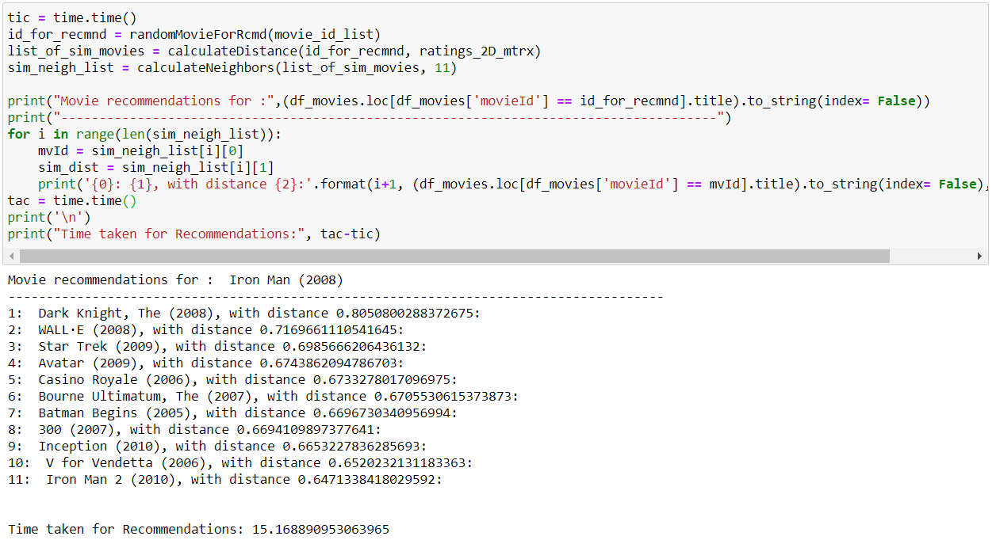 tic = time.time()
id_for_recmnd = randomMovieForRcmd(movie_id_list)
list_of_sim_movies = calculateDistance(id_for_recmnd, ratings_2D_mtrx)
sim_neigh_list = calculateNeighbors(list_of_sim_movies, 11)
print("Movie recommendations for :",(df_movies.loc[df_movies['movieId'] == id_for_recmnd].title).to_string(index= False))
print("--------------------------------------------------------------------------------------")
for i in range(len(sim_neigh_list)):
    mvId = sim_neigh_list[i][0]
    sim_dist = sim_neigh_list[i][1]
    print('{0}: {1}, with distance {2}:'.format(i+1, (df_movies.loc[df_movies['movieId'] == mvId].title).to_string(index= False),
tac = time.time()
print('\n')
print("Time taken for Recommendations:", tac-tic)
Movie recommendations for :  Iron Man (2008)
--------------------------------------------------------------------------------------
1:  Dark Knight, The (2008), with distance 0.8050800288372675:
2:  WALL·E (2008), with distance 0.7169661110541645:
3:  Star Trek (2009), with distance 0.6985666206436132:
4:  Avatar (2009), with distance 0.6743862094786703:
5:  Casino Royale (2006), with distance 0.6733278017096975:
6:  Bourne Ultimatum, The (2007), with distance 0.6705530615373873:
7:  Batman Begins (2005), with distance 0.6696730340956994:
8:  300 (2007), with distance 0.6694109897377641:
9:  Inception (2010), with distance 0.6653227836285693:
10:  V for Vendetta (2006), with distance 0.6520232131183363:
11:  Iron Man 2 (2010), with distance 0.6471338418029592:
Time taken for Recommendations: 15.168890953063965